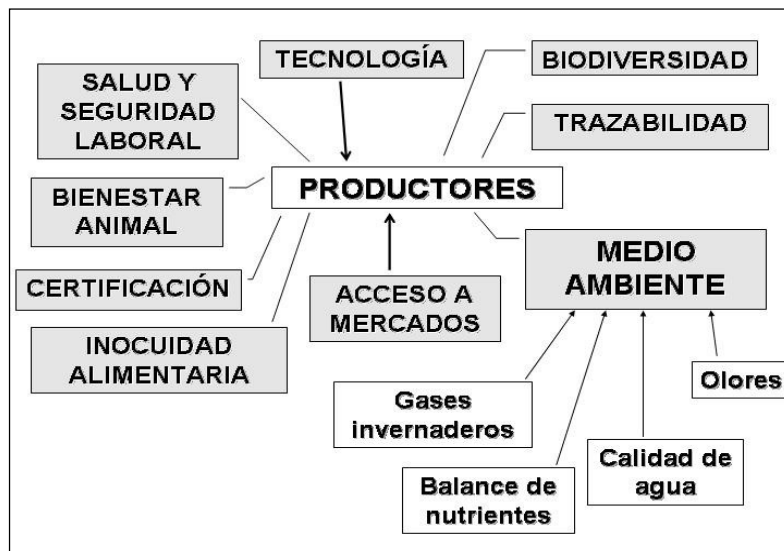 TECNOLOGÍA
BIODIVERSIDAD
SALUD Y
SEGURIDAD
LABORAL
TRAZABILIDAD
PRODUCTORES
BIENESTAR
ANIMAL
MEDIO
AMBIENTE
CERTIFICACIÓN
ACCESO A
MERCADOS
INOCUIDAD
ALIMENTARIA
Olores
Gases
invernaderos
Calidad de
agua
Balance de
nutrientes